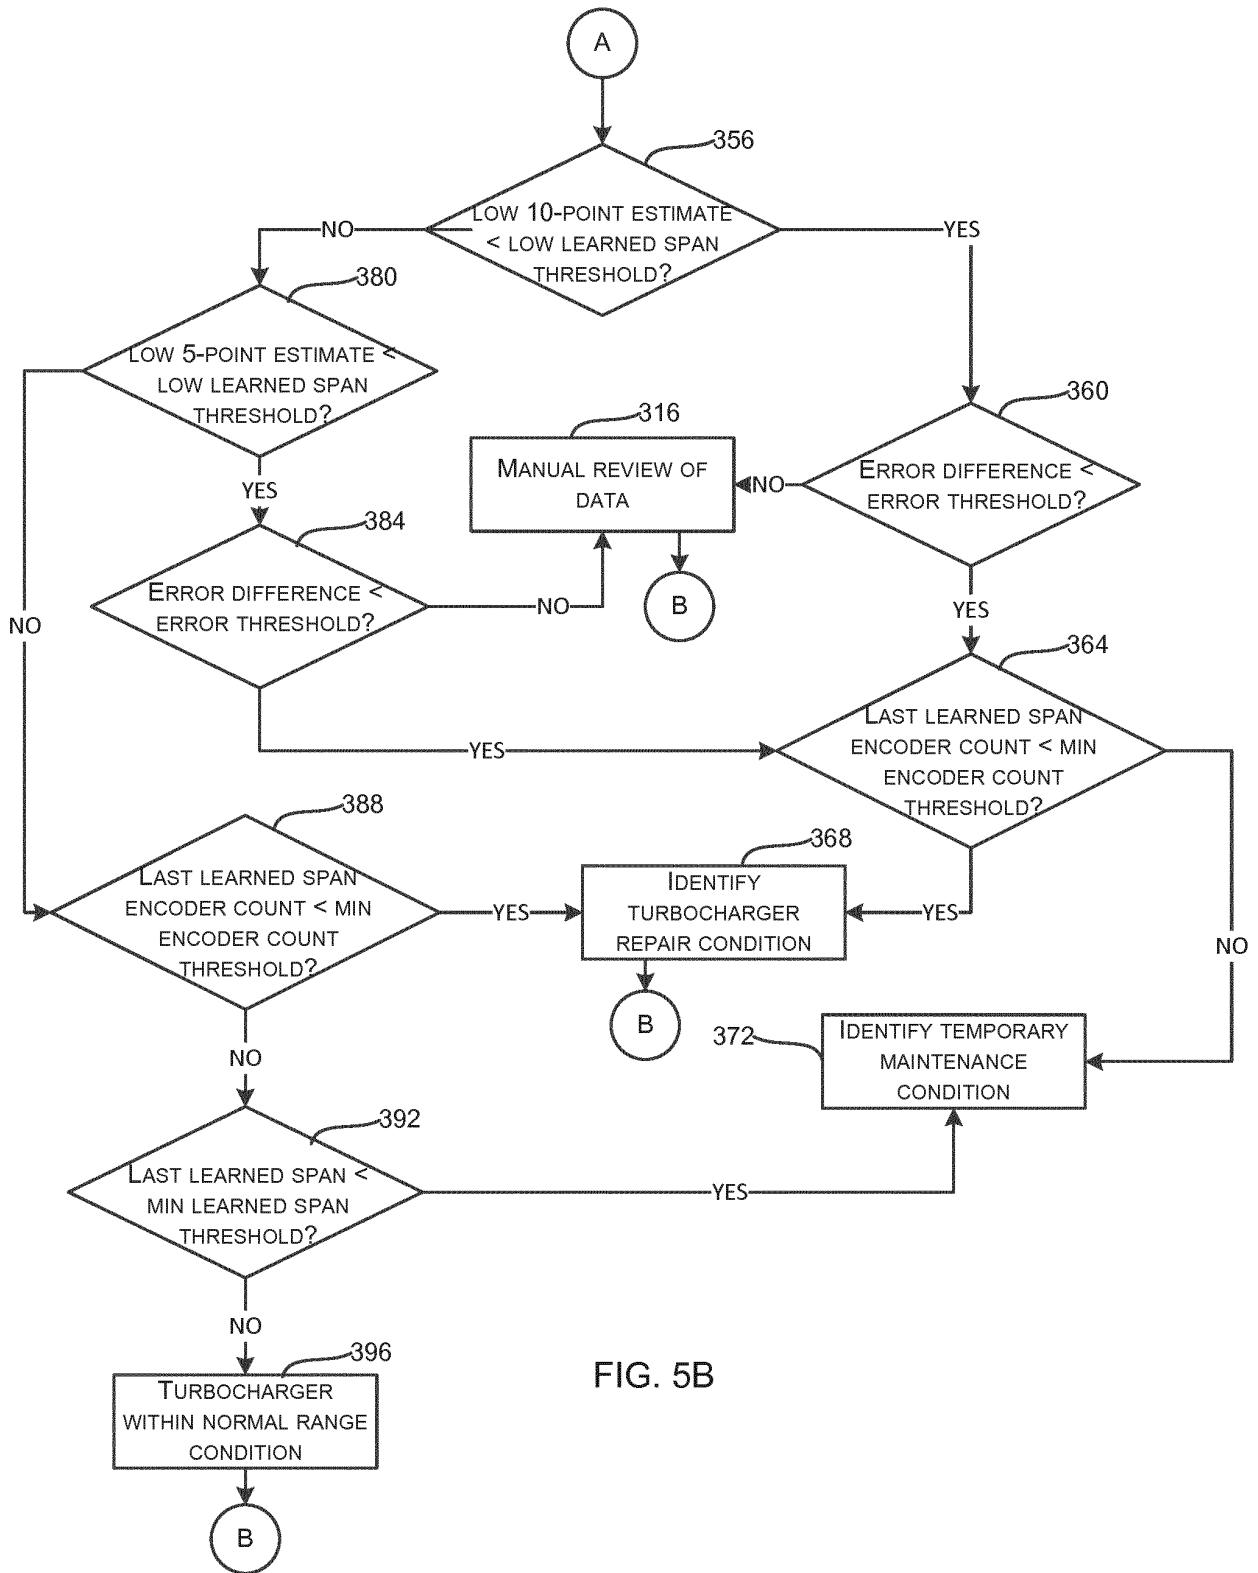 A
356
LOW 10-POINT ESTIMATE
< LOW LEARNED SPAN
THRESHOLD?
NO
YES
380
LOW 5-POINT ESTIMATE <
LOW LEARNED SPAN
THRESHOLD?
360
ERROR DIFFERENCE <
ERROR THRESHOLD?
316
MANUAL REVIEW OF
DATA
NO
YES
384
ERROR DIFFERENCE <
ERROR THRESHOLD?
NO
B
YES
NO
364
LAST LEARNED SPAN
ENCODER COUNT < MIN
ENCODER COUNT
THRESHOLD?
YES
388
LAST LEARNED SPAN
ENCODER COUNT < MIN
ENCODER COUNT
THRESHOLD?
YES
368
IDENTIFY
TURBOCHARGER
REPAIR CONDITION
YES
NO
B
372
IDENTIFY TEMPORARY
MAINTENANCE
CONDITION
NO
392
LAST LEARNED SPAN <
MIN LEARNED SPAN
THRESHOLD?
YES
NO
396
TURBOCHARGER
WITHIN NORMAL RANGE
CONDITION
FIG. 5B
B